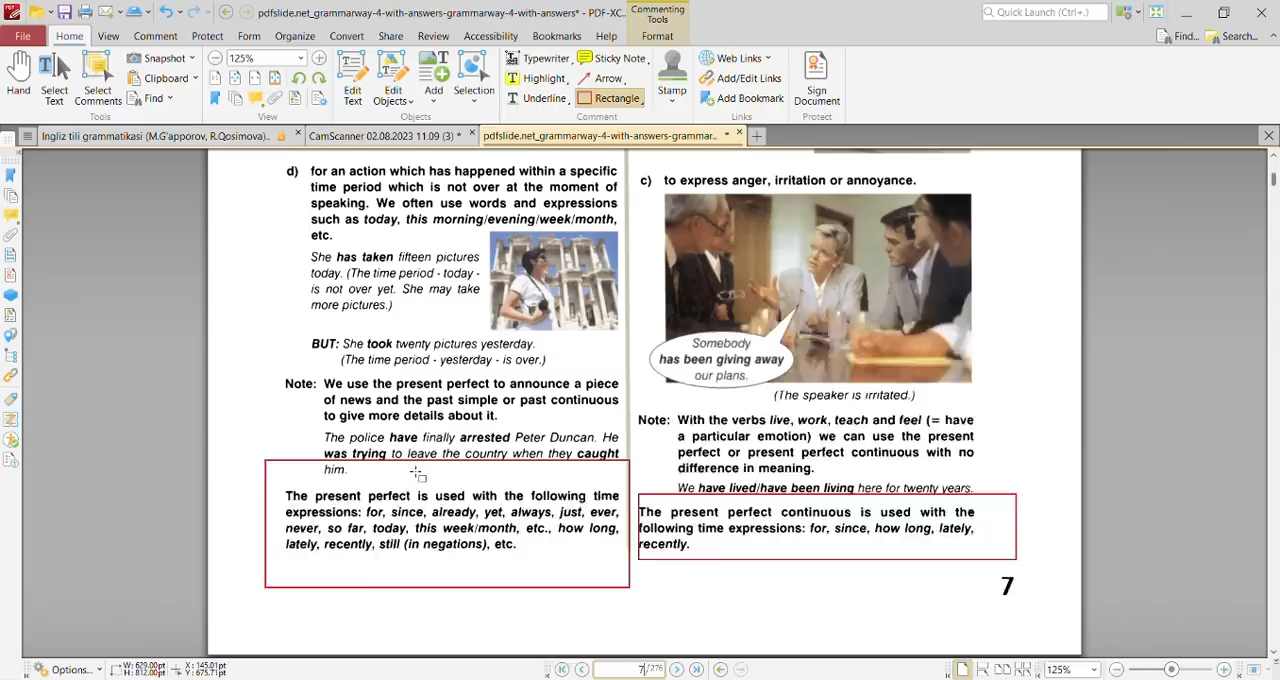 pdfslide.net_grammarway-4-with-answers-grammarway-4-with-answers* - PDF-XC...
Commenting
Tools
Quick Launch (Ctrl+.)
File
Home
View
Comment
Protect
Form
Organize
Convert
Share
Review
Accessibility
Bookmarks
Help
Format
Find...
Search...
Hand
Select
Text
Select
Comments
Snapshot
Clipboard
Find
Tools
125%
View
Edit
Text
Edit
Objects
Add
Selection
Objects
Typewriter
Highlight
Underline
Sticky Note
Arrow
Rectangle
Stamp
Comment
Web Links
Add/Edit Links
Add Bookmark
Links
Sign
Document
Protect
Ingliz tili grammatikasi (M.G'apporov, R.Qosimova)
CamScanner 02.08.2023 11.09 (3) *
pdfslide.net_grammarway-4-with-answers-grammar... *
d) for an action which has happened within a specific
time period which is not over at the moment of
speaking. We often use words and expressions
such as today, this morning/evening/week/month,
etc.
She has taken fifteen pictures
today. (The time period - today -
is not over yet. She may take
more pictures.)
BUT: She took twenty pictures yesterday.
(The time period - yesterday - is over.)
Note: We use the present perfect to announce a piece
of news and the past simple or past continuous
to give more details about it.
The police have finally arrested Peter Duncan. He
was trying to leave the country when they caught
him.
The present perfect is used with the following time
expressions: for, since, already, yet, always, just, ever,
never, so far, today, this week/month, etc., how long,
lately, recently, still (in negations), etc.
c) to express anger, irritation or annoyance.
Somebody
has been giving away
our plans.
(The speaker is irritated.)
Note: With the verbs live, work, teach and feel (= have
a particular emotion) we can use the present
perfect or present perfect continuous with no
difference in meaning.
We have lived/have been living here for twenty years.
The present perfect continuous is used with the
following time expressions: for, since, how long, lately,
recently.
7
Options...
W: 629.00pt
H: 812.00pt
X: 145.01pt
Y: 675.71pt
7 /276
125%